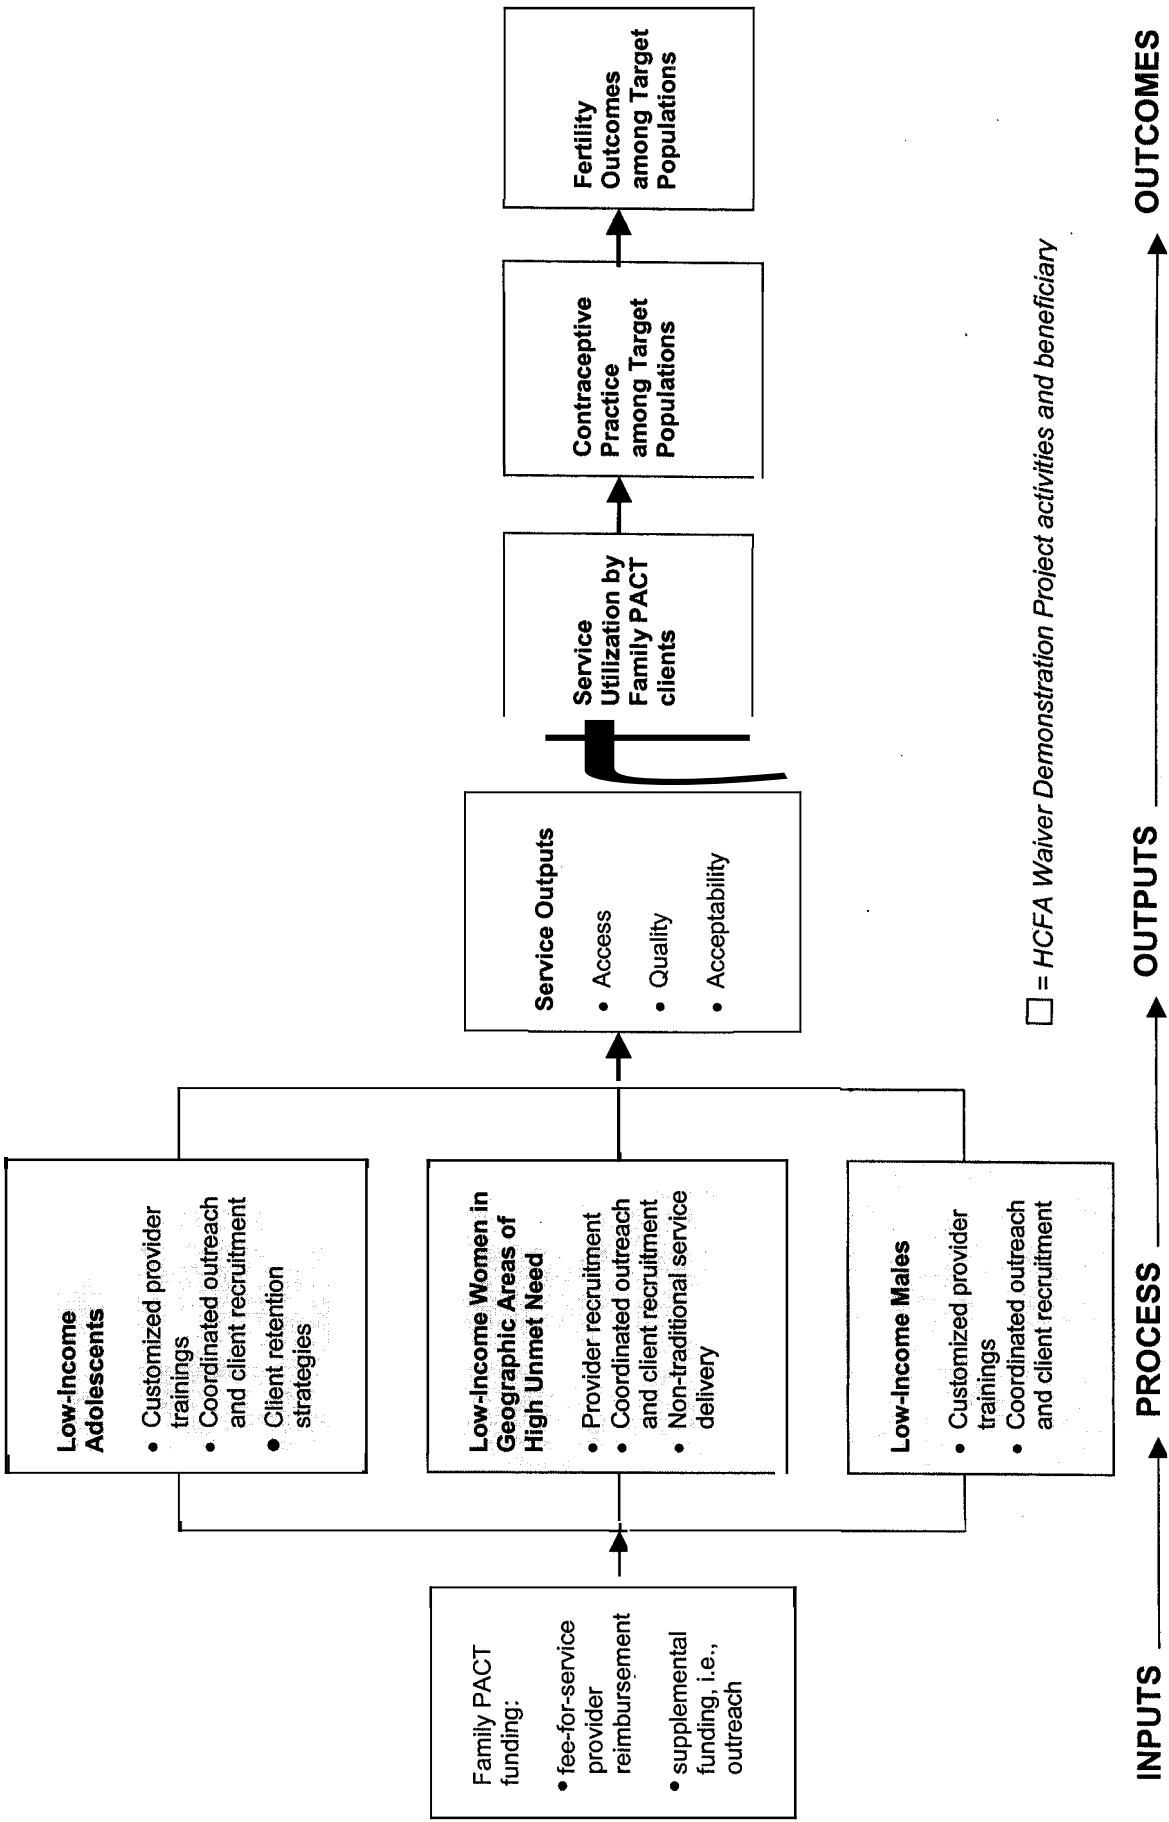 Family PACT
funding:
• fee-for-service
provider
reimbursement
• supplemental
funding, i.e.,
outreach
Low-Income
Adolescents
• Customized provider
trainings
• Coordinated outreach
and client recruitment
• Client retention
strategies
Low-Income Women in
Geographic Areas of
High Unmet Need
• Provider recruitment
• Coordinated outreach
and client recruitment
• Non-traditional service
delivery
Low-Income Males
• Customized provider
trainings
• Coordinated outreach
and client recruitment
Service Outputs
• Access
• Quality
• Acceptability
Service
Utilization by
Family PACT
clients
Contraceptive
Practice
among Target
Populations
Fertility
Outcomes
among Target
Populations
= HCFA Waiver Demonstration Project activities and beneficiary
INPUTS
PROCESS
OUTPUTS
OUTCOMES